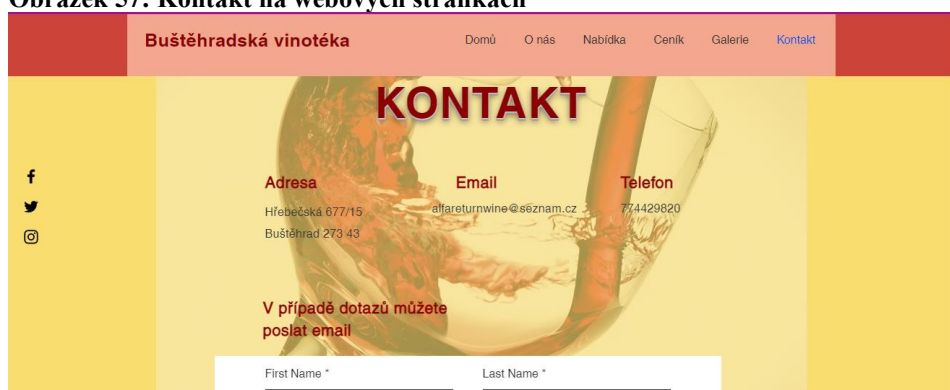 Obrázek 37: Kontakt na webových stránkách
Buštěhradská vinotéka
Domů O nás Nabídka Ceník Galerie Kontakt
KONTAKT
Adresa
Hřebečská 677/15
Buštěhrad 273 43
Email
alfareturnwine@seznam.cz
Telefon
774429820
V případě dotazů můžete
poslat email
First Name *
Last Name *